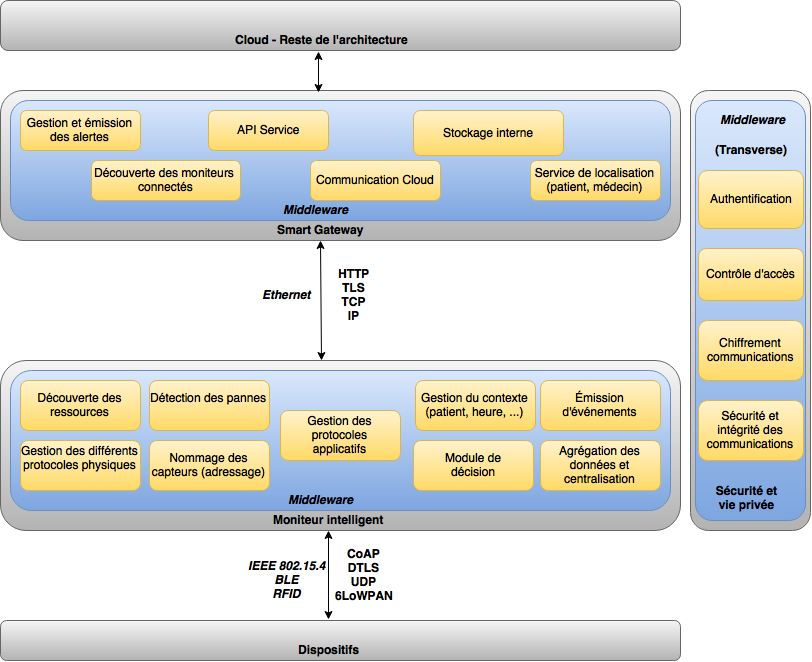 Cloud - Reste de l'architecture
Gestion et émission
des alertes
API Service
Stockage interne
Découverte des moniteurs
connectés
Communication Cloud
Service de localisation
(patient, médecin)
Middleware
Smart Gateway
Ethernet
HTTP
TLS
TCP
IP
Découverte des
ressources
Détection des pannes
Gestion des
protocoles
applicatifs
Gestion du contexte
(patient, heure, ...)
Émission
d'événements
Gestion des différents
protocoles physiques
Nommage des
capteurs (adressage)
Module de
décision
Agrégation des
données et
centralisation
Middleware
Moniteur intelligent
IEEE 802.15.4
BLE
RFID
CoAP
DTLS
UDP
6LoWPAN
Dispositifs
Middleware
(Transverse)
Authentification
Contrôle d'accès
Chiffrement
communications
Sécurité et
intégrité des
communications
Sécurité et
vie privée